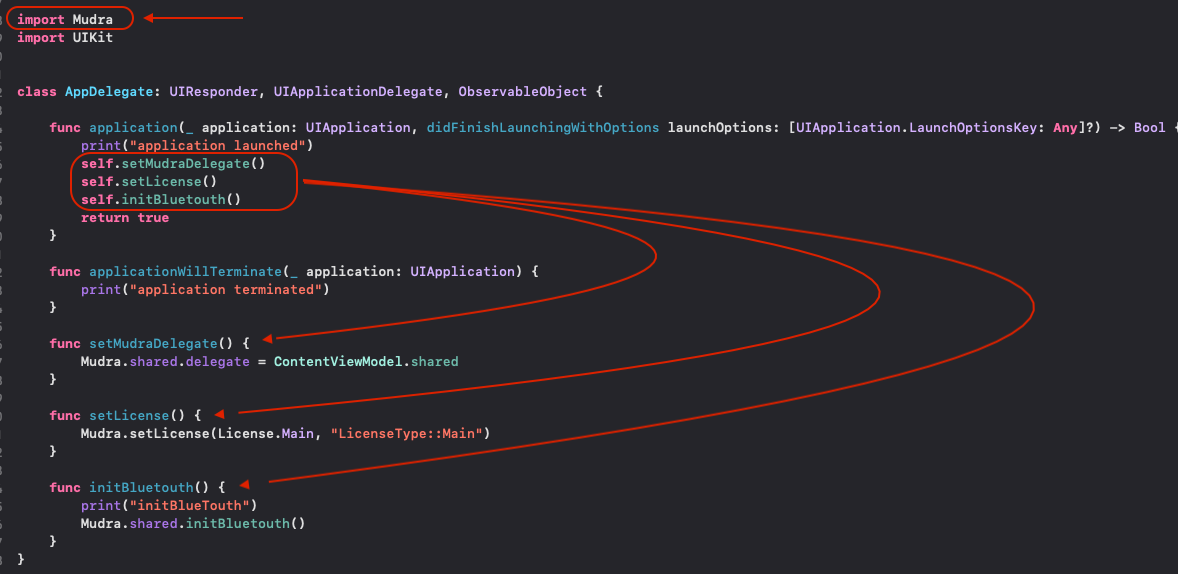 import Mudra
import UIKit
class AppDelegate: UIResponder, UIApplicationDelegate, ObservableObject {
func application(_ application: UIApplication, didFinishLaunchingWithOptions launchOptions: [UIApplication.LaunchOptionsKey: Any]?) -> Bool {
print("application launched")
self.setMudraDelegate()
self.setLicense()
self.initBluetouth()
return true
}
func applicationWillTerminate(_ application: UIApplication) {
print("application terminated")
}
func setMudraDelegate() {
Mudra.shared.delegate = ContentViewModel.shared
}
func setLicense() {
Mudra.setLicense(License.Main, "LicenseType::Main")
}
func initBluetouth() {
print("initBlueTouth")
Mudra.shared.initBluetouth()
}
}